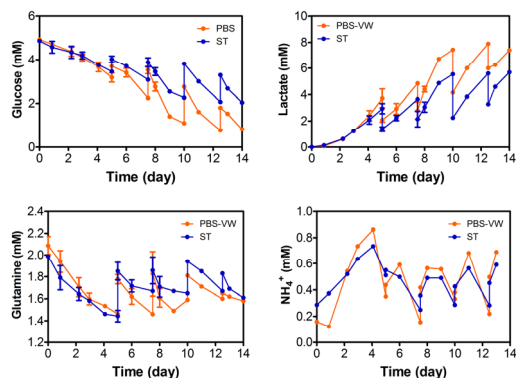 PBS
ST
Glucose (mM)
6
4
2
0
0 2 4 6 8 10 12 14
Time (day)
PBS-VW
ST
Lactate (mM)
10
8
6
4
2
0
0 2 4 6 8 10 12 14
Time (day)
PBS-VW
ST
Glutamine (mM)
2.4
2.2
2.0
1.8
1.6
1.4
1.2
0 2 4 6 8 10 12 14
Time (day)
PBS-VW
ST
NH₄⁺ (mM)
1.0
0.8
0.6
0.4
0.2
0.0
0 2 4 6 8 10 12 14
Time (day)